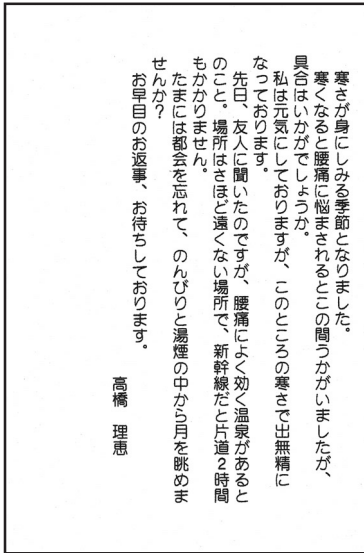 寒さが身にしみる季節となりました。
寒くなると腰痛に悩まされるとこの間うかがいましたが、
具合はいかがでしょうか。
私は元気にしておりますが、このところの寒さで出無精に
なっております。
先日、友人に聞いたのですが、腰痛によく効く温泉があると
のこと。場所はさほど遠くない場所で、新幹線だと片道２時間
もかかりません。
たまには都会を忘れて、のんびりと湯煙の中から月を眺めま
せんか？
お早目のお返事、お待ちしております。
高橋　理恵